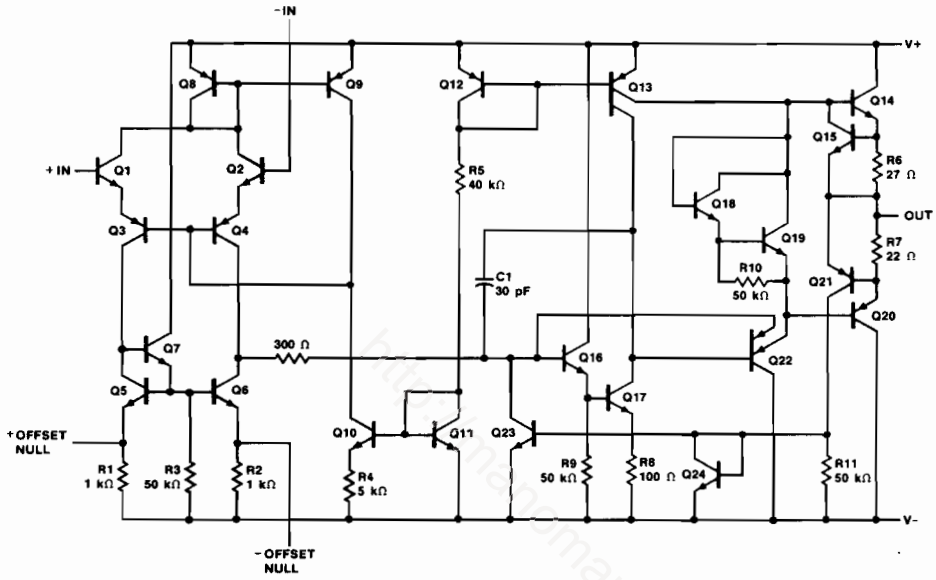 -IN
V+
Q8
Q9
Q12
Q13
Q14
Q15
+ IN
Q1
Q2
R5
40 kΩ
R6
27 Ω
Q18
OUT
Q3
Q4
Q19
R7
22 Ω
C1
30 pF
R10
50 kΩ
Q21
Q20
300 Ω
Q7
Q16
Q22
Q5
Q6
Q17
+OFFSET
NULL
Q10
Q11
Q23
R1
1 kΩ
R3
50 kΩ
R2
1 kΩ
R4
5 kΩ
R9
50 kΩ
R8
100 Ω
Q24
R11
50 kΩ
V-
-OFFSET
NULL
http://manomano